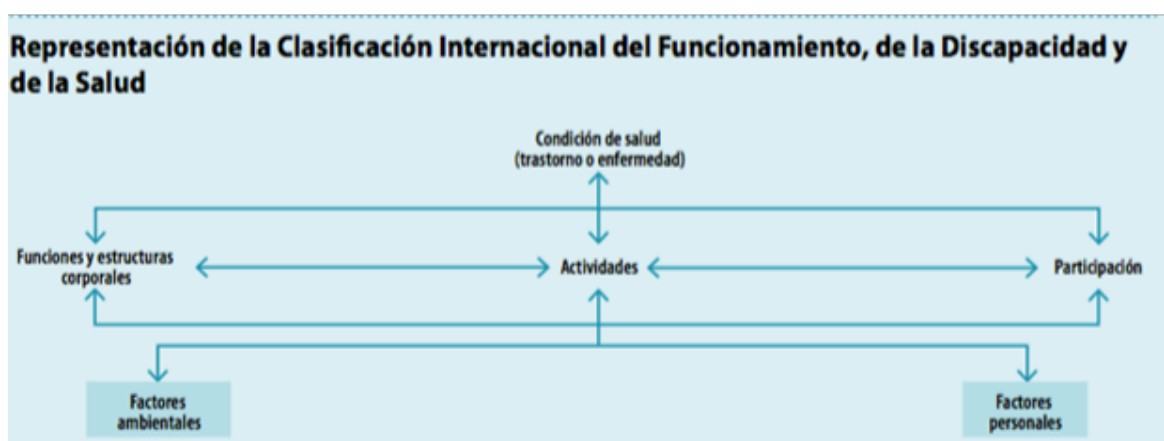 Representación de la Clasificación Internacional del Funcionamiento, de la Discapacidad y
de la Salud
Condición de salud
(trastorno o enfermedad)
Funciones y estructuras
corporales
Actividades
Participación
Factores
ambientales
Factores
personales